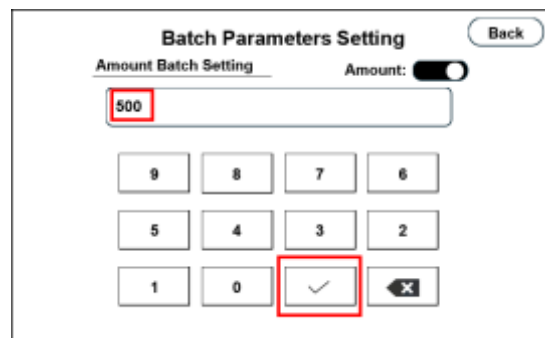 Batch Parameters Setting
Back
Amount Batch Setting
Amount:
500
9 8 7 6
5 4 3 2
1 0